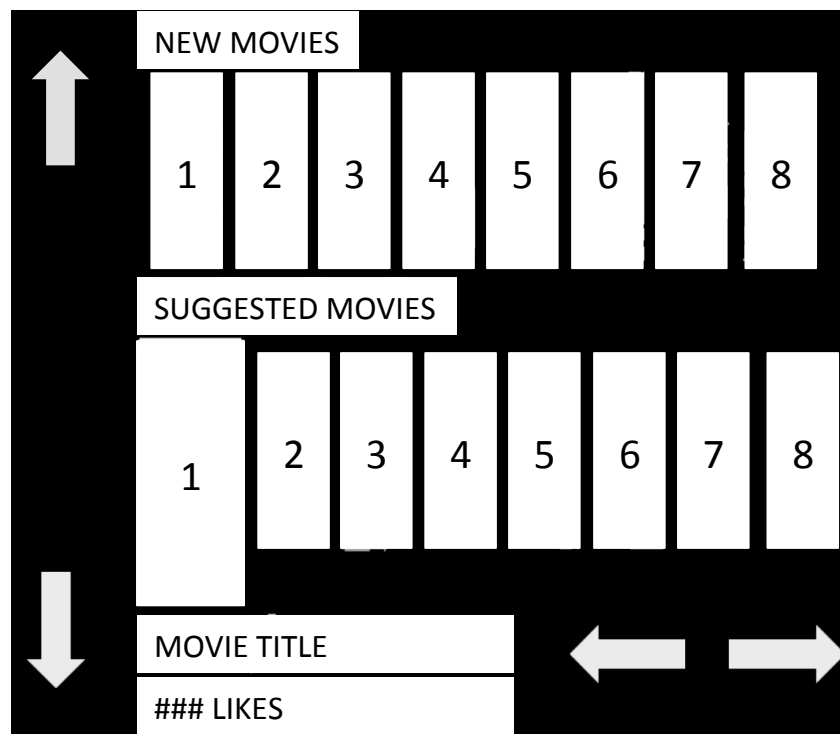 NEW MOVIES
1 2 3 4 5 6 7 8
SUGGESTED MOVIES
1 2 3 4 5 6 7 8
MOVIE TITLE
### LIKES